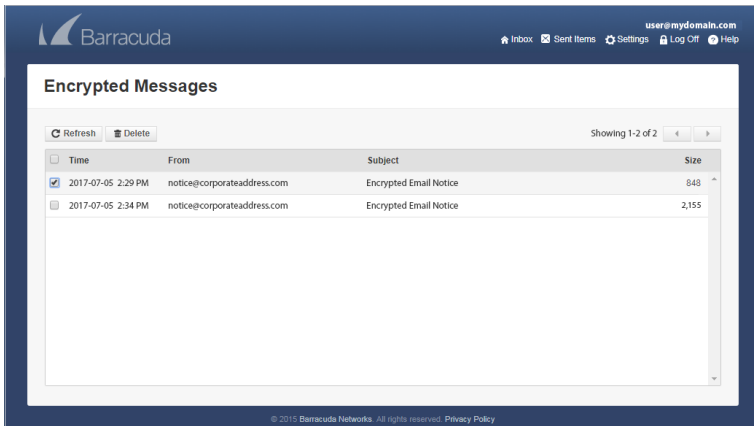 user@mydomain.com
Barracuda
Inbox Sent Items Settings Log Off Help
Encrypted Messages
Refresh Delete Showing 1-2 of 2
Time From Subject Size
2017-07-05 2:29 PM notice@corporateaddress.com Encrypted Email Notice 848
2017-07-05 2:34 PM notice@corporateaddress.com Encrypted Email Notice 2,155
© 2015 Barracuda Networks. All rights reserved. Privacy Policy